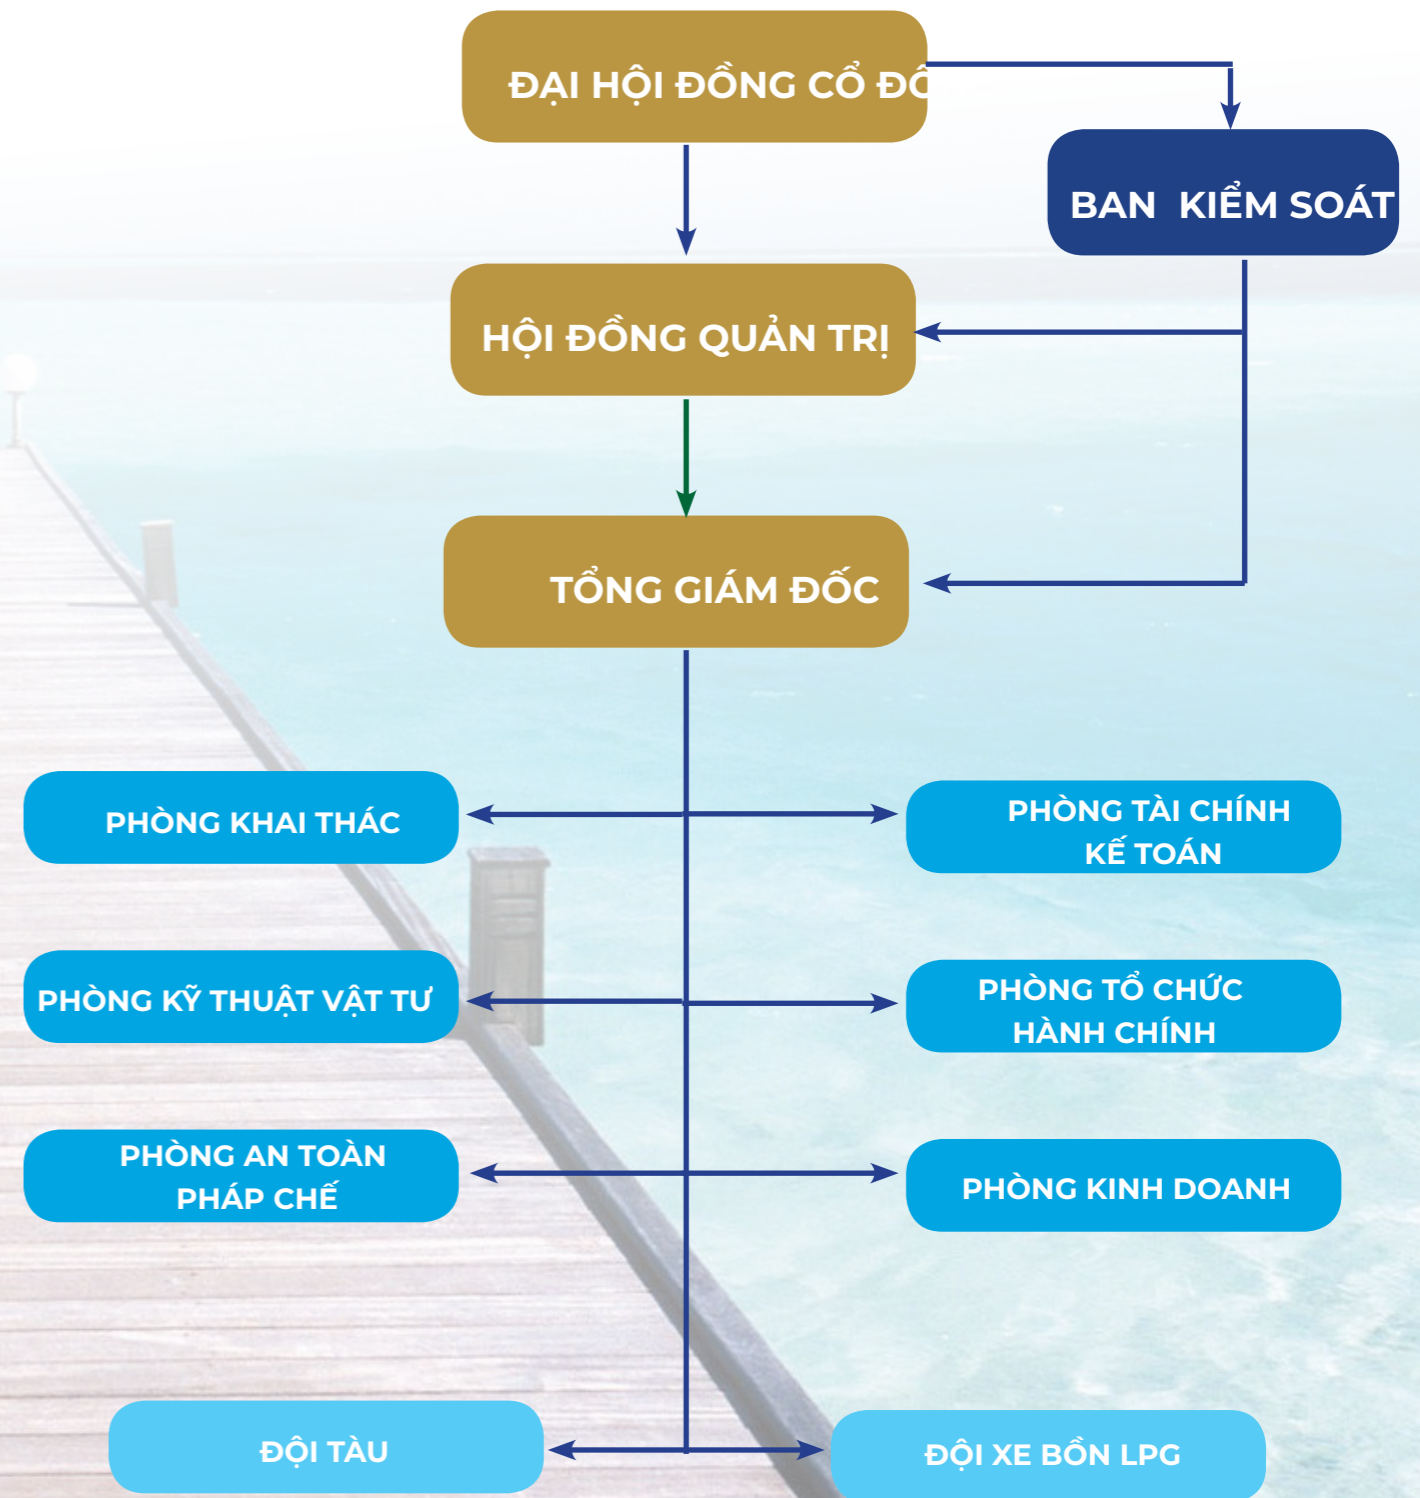 ĐẠI HỘI ĐỒNG CỔ
BAN KIỂM SOÁT
HỘI ĐỒNG QUẢN TRỊ
TỔNG GIÁM ĐỐC
PHÒNG KHAI THÁC
PHÒNG TÀI CHÍNH
KẾ TOÁN
PHÒNG KỸ THUẬT VẬT TƯ
PHÒNG TỔ CHỨC
HÀNH CHÍNH
PHÒNG AN TOÀN
PHÁP CHẾ
PHÒNG KINH DOANH
ĐỘI TÀU
ĐỘI XE BỒN LPG